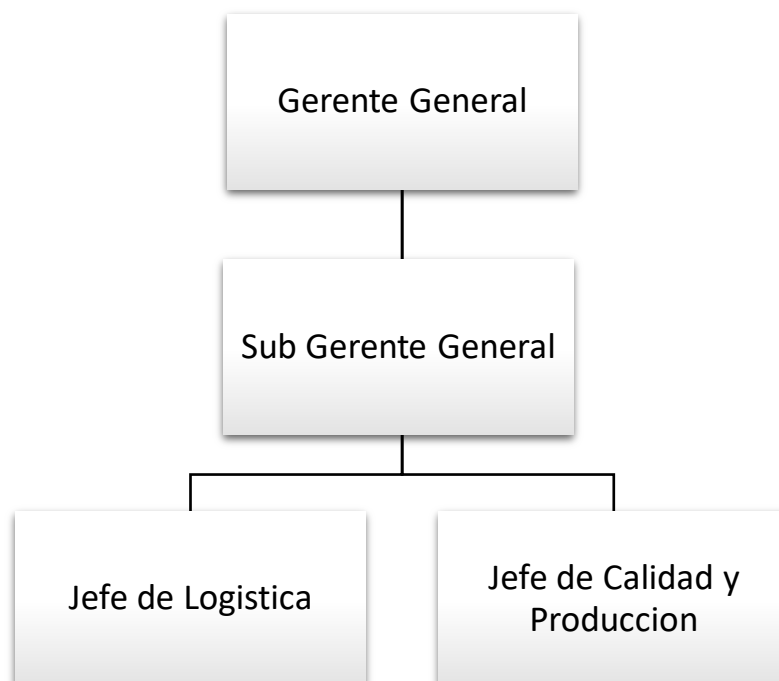 Gerente General
Sub Gerente General
Jefe de Logistica
Jefe de Calidad y
Produccion